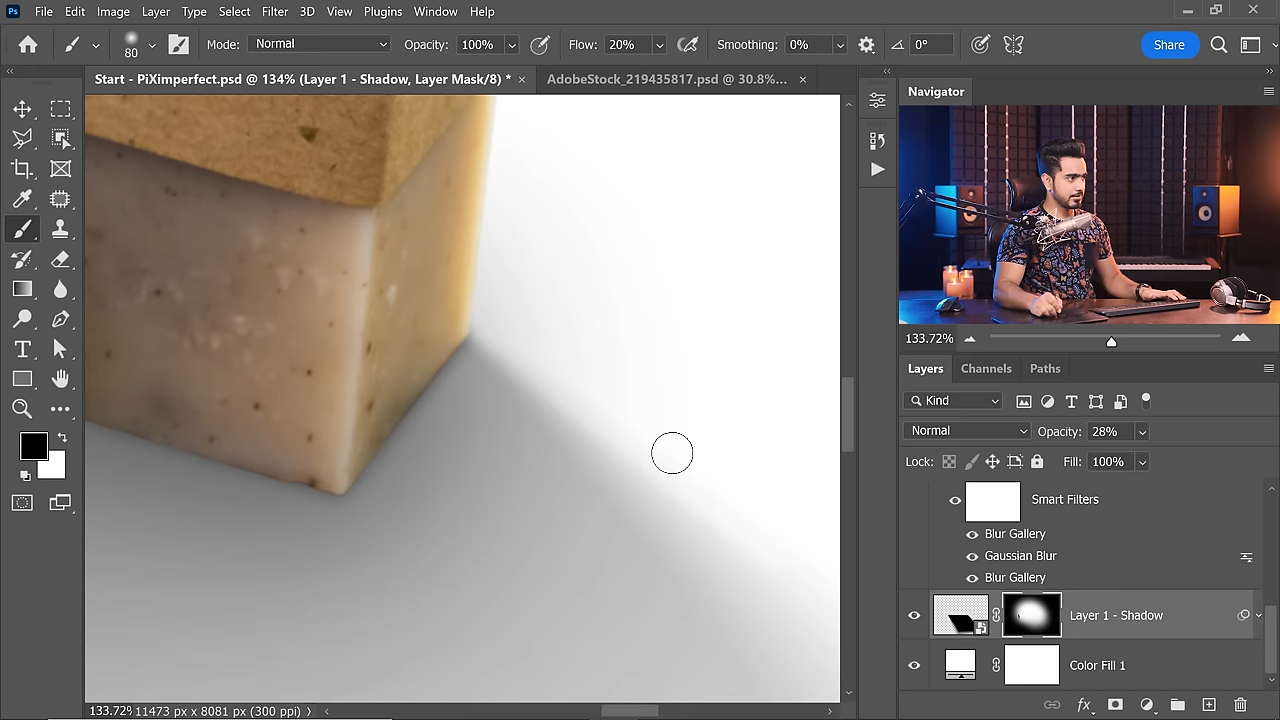 Ps File Edit Image Layer Type Select Filter 3D View Plugins Window Help
80 Mode: Normal Opacity: 100% Flow: 20% Smoothing: 0% 0° Share
Start - PiXimperfect.psd @ 134% (Layer 1 - Shadow, Layer Mask/8) * × AdobeStock_219435817.psd @ 30.8%... ×
Navigator
133.72%
Layers Channels Paths
Kind
Normal Opacity: 28%
Lock: Fill: 100%
Smart Filters
Blur Gallery
Gaussian Blur
Blur Gallery
Layer 1 - Shadow
Color Fill 1
133.72% 11473 px x 8081 px (300 ppi)
fx